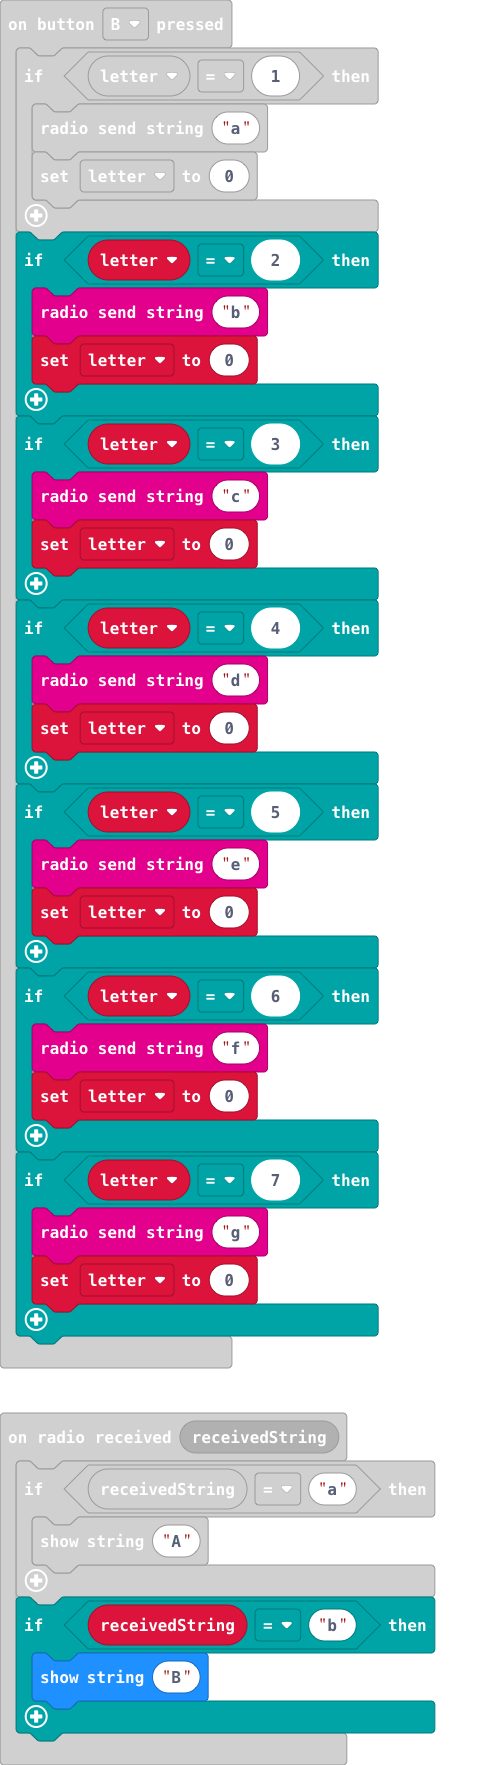 on button B pressed
if letter = 1 then
radio send string "a"
set letter to 0
if letter = 2 then
radio send string "b"
set letter to 0
if letter = 3 then
radio send string "c"
set letter to 0
if letter = 4 then
radio send string "d"
set letter to 0
if letter = 5 then
radio send string "e"
set letter to 0
if letter = 6 then
radio send string "f"
set letter to 0
if letter = 7 then
radio send string "g"
set letter to 0
on radio received receivedString
if receivedString = "a" then
show string "A"
if receivedString = "b" then
show string "B"